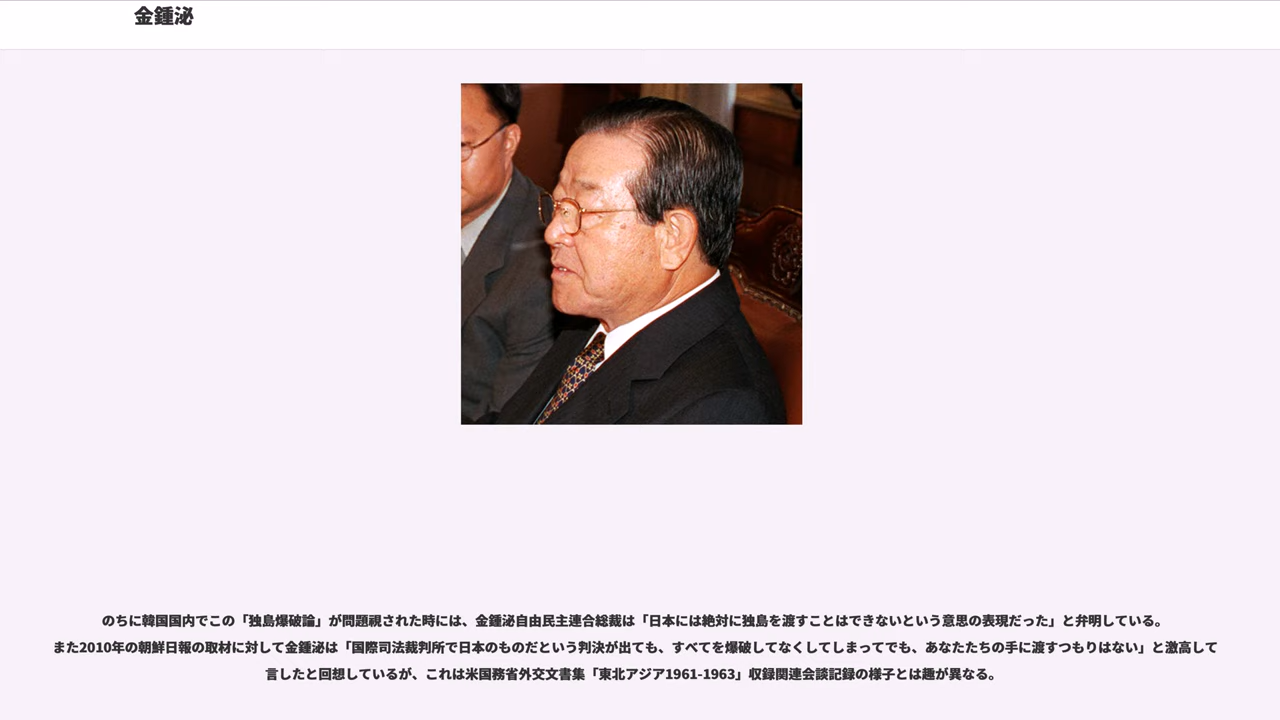 金鍾泌
のちに韓国国内でこの「独島爆破論」が問題視された時には、金鍾泌自由民主連合総裁は「日本には絶対に独島を渡すことはできないという意思の表現だった」と弁明している。
また2010年の朝鮮日報の取材に対して金鍾泌は「国際司法裁判所で日本のものだという判決が出ても、すべてを爆破してなくしてしまってでも、あなたたちの手に渡すつもりはない」と激高して
言したと回想しているが、これは米国務省外交文書集「東北アジア1961-1963」収録関連会談記録の様子とは趣が異なる。